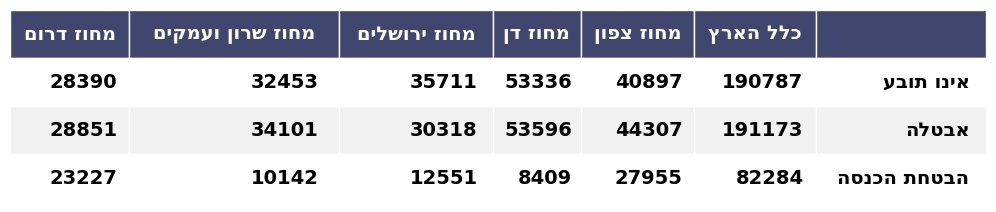 כלל הארץ מחוז צפון מחוז דן מחוז ירושלים מחוז שרון ועמקים מחוז דרום
אינו תובע 190787 40897 53336 35711 32453 28390
אבטלה 191173 44307 53596 30318 34101 28851
הבטחת הכנסה 82284 27955 8409 12551 10142 23227